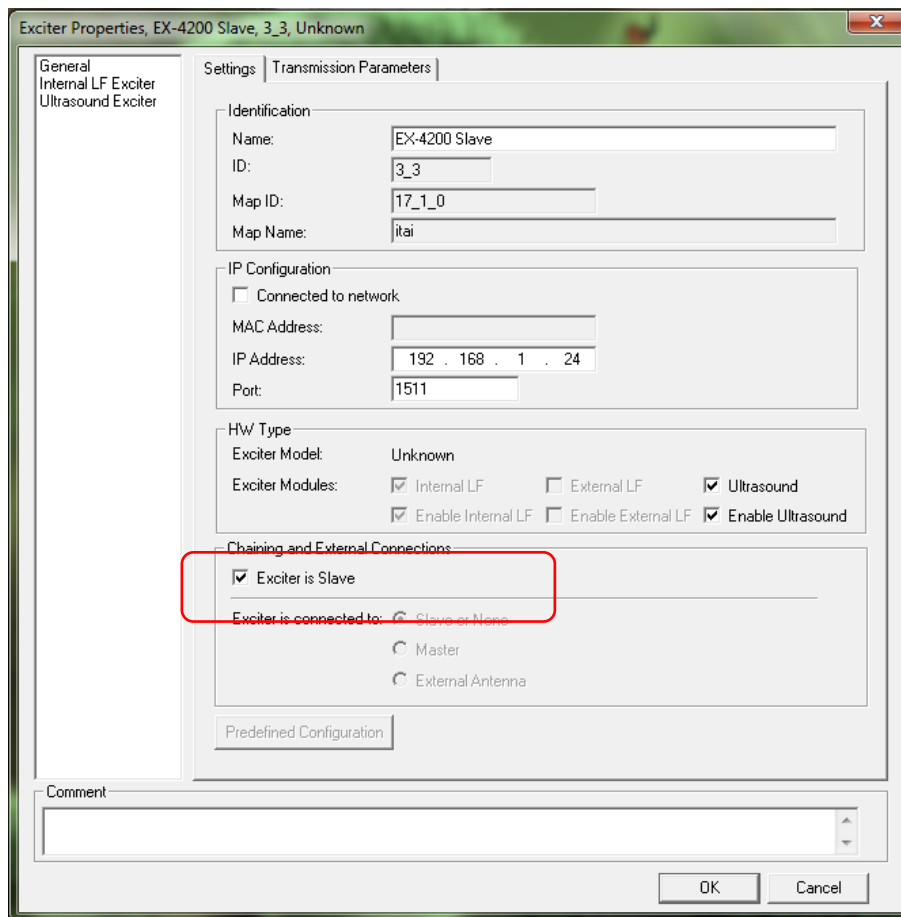 Exciter Properties, EX-4200 Slave, 3_3, Unknown
General
Internal LF Exciter
Ultrasound Exciter
Settings
Transmission Parameters
Identification
Name: EX-4200 Slave
ID: 3_3
Map ID: 17_1_0
Map Name: itai
IP Configuration
Connected to network
MAC Address:
IP Address: 192 . 168 . 1 . 24
Port: 1511
HW Type
Exciter Model: Unknown
Exciter Modules: Internal LF External LF Ultrasound
Enable Internal LF Enable External LF Enable Ultrasound
Chaining and External Connections
Exciter is Slave
Exciter is connected to: Slave or None
Master
External Antenna
Predefined Configuration
Comment
OK Cancel